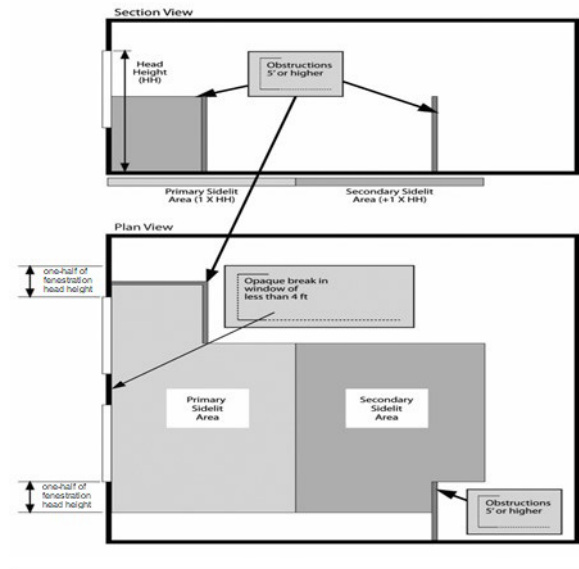 Section View
Head
Height
(HH)
Obstructions
5' or higher
Primary Sidelit
Area (1 X HH)
Secondary Sidelit
Area (+1 X HH)
Plan View
one-half of
fenestration
head height
Opaque break in
window of
less than 4 ft
Primary
Sidelit
Area
Secondary
Sidelit
Area
one-half of
fenestration
head height
Obstructions
5' or higher